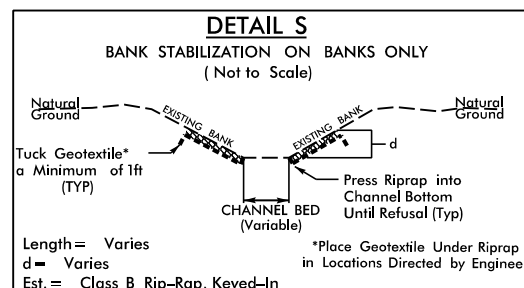 DETAIL S
BANK STABILIZATION ON BANKS ONLY
( Not to Scale)
Natural
Ground
EXISTING BANK
EXISTING BANK
Natural
Ground
d
Tuck Geotextile*
a Minimum of 1ft
(TYP)
Press Riprap into
Channel Bottom
Until Refusal (Typ)
CHANNEL BED
(Variable)
Length = Varies
d = Varies
Est. = Class B Rip-Rap, Keyed-In
*Place Geotextile Under Riprap
in Locations Directed by Enginee